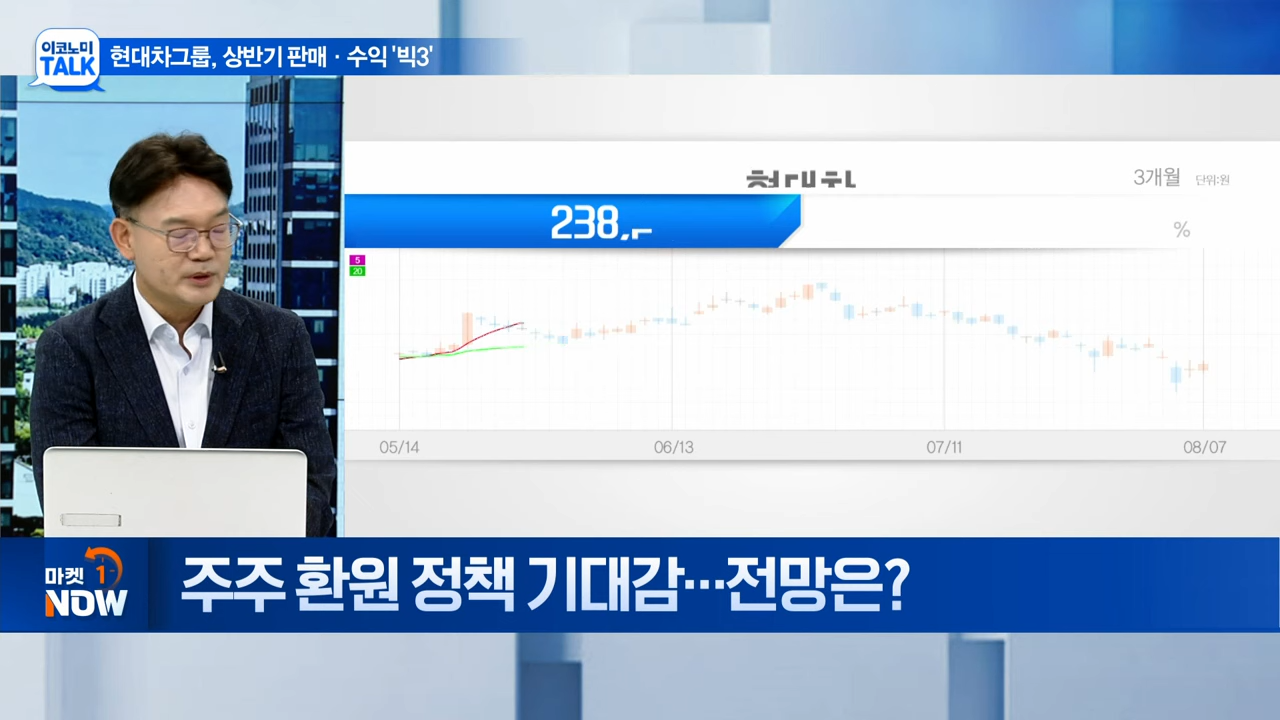 이코노미
TALK
현대차그룹, 상반기 판매 · 수익 '빅3'
3개월 단위:원
238,
%
5
20
05/14 06/13 07/11 08/07
마켓 1
NOW
주주 환원 정책 기대감…전망은?